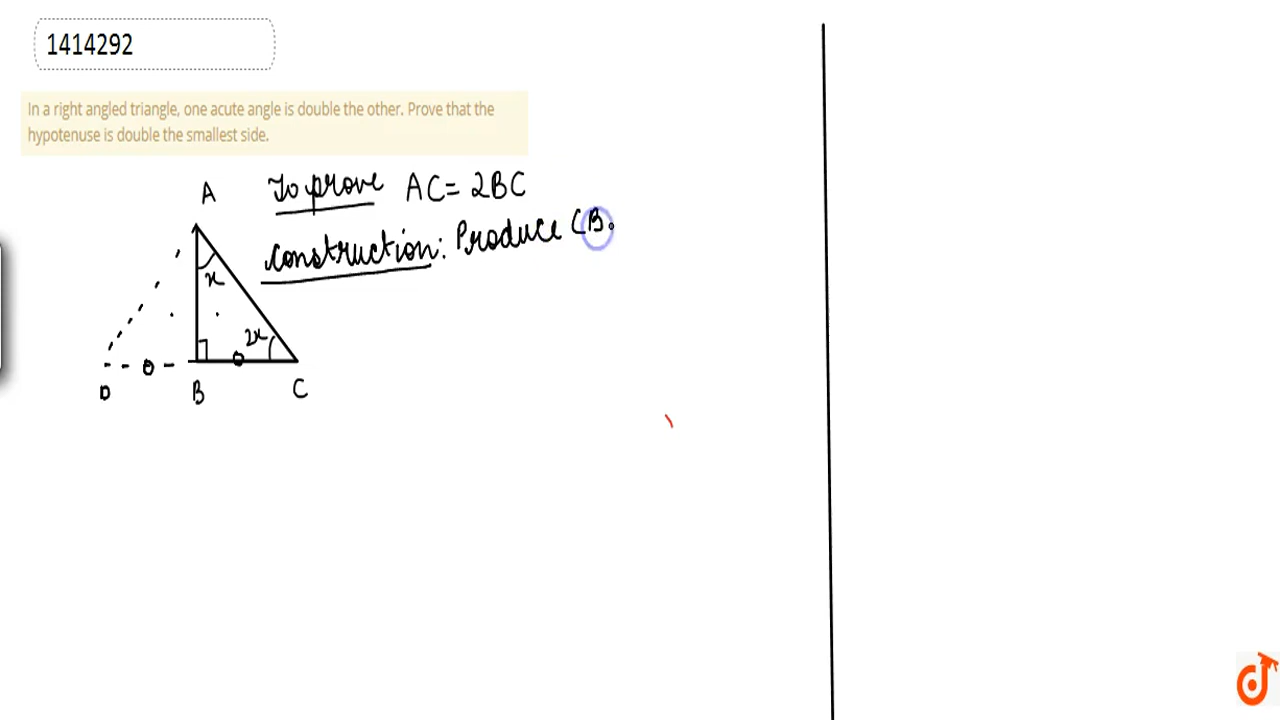 1414292
In a right angled triangle, one acute angle is double the other. Prove that the
hypotenuse is double the smallest side.
A
To prove AC = 2BC
Construction: Produce CB.
x
2x
D
B
C